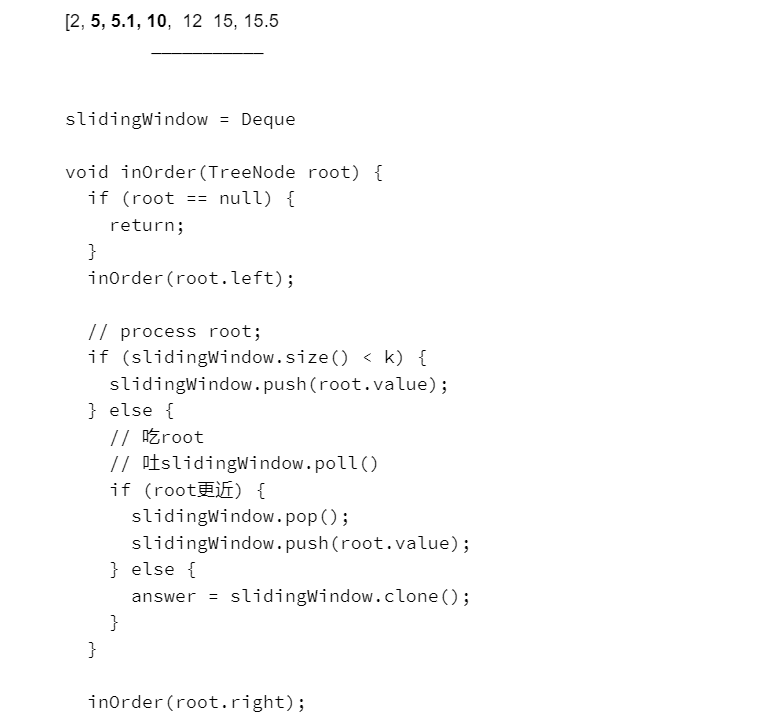 [2, 5, 5.1, 10,  12  15, 15.5
___________
slidingWindow = Deque
void inOrder(TreeNode root) {
  if (root == null) {
    return;
  }
  inOrder(root.left);
  // process root;
  if (slidingWindow.size() < k) {
    slidingWindow.push(root.value);
  } else {
    // 吃root
    // 吐slidingWindow.poll()
    if (root更近) {
      slidingWindow.pop();
      slidingWindow.push(root.value);
    } else {
      answer = slidingWindow.clone();
    }
  }
  inOrder(root.right);